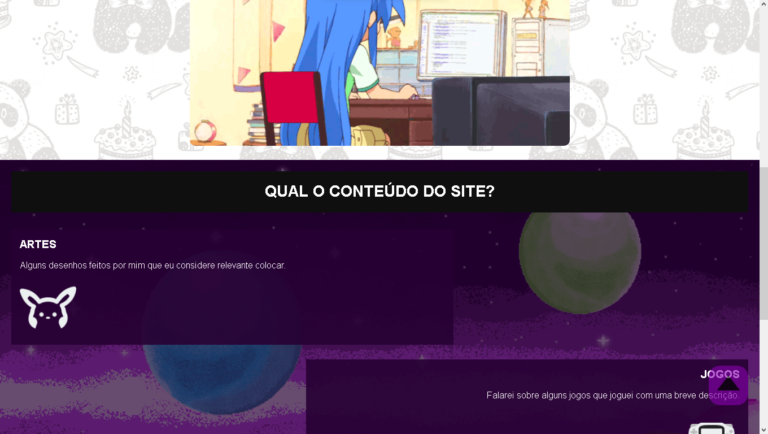 QUAL O CONTEÚDO DO SITE?
ARTES
Alguns desenhos feitos por mim que eu considere relevante colocar.
JOGOS
Falarei sobre alguns jogos que joguei com uma breve descrição.